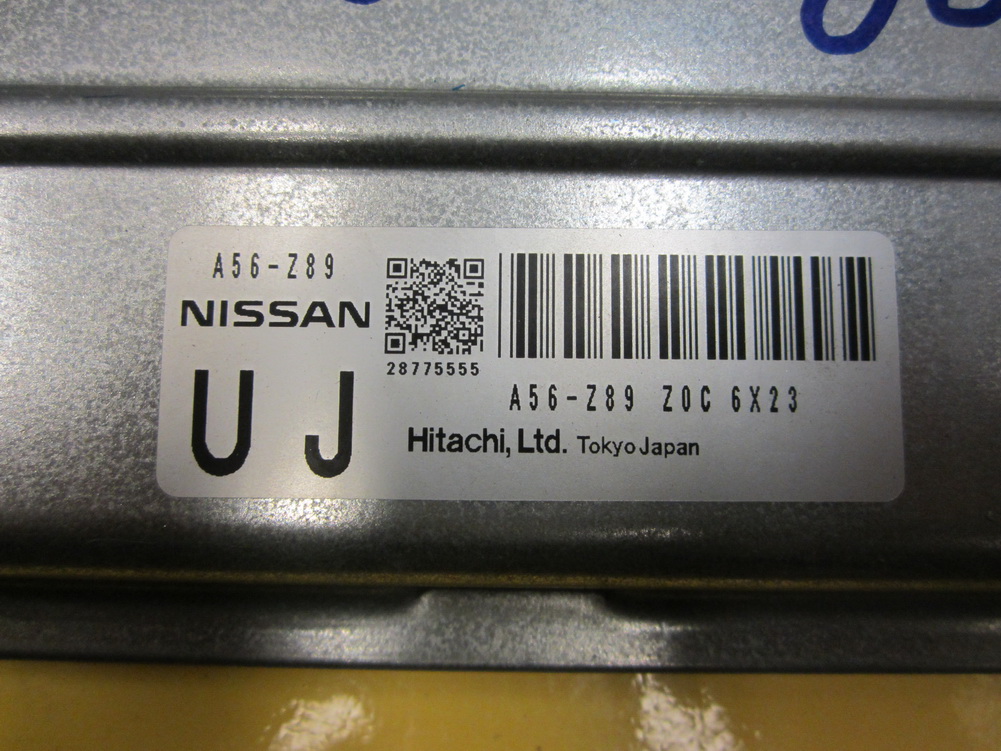 A56-Z89
NISSAN
U J
28775555
A56-Z89 Z0C 6X23
Hitachi, Ltd. Tokyo Japan